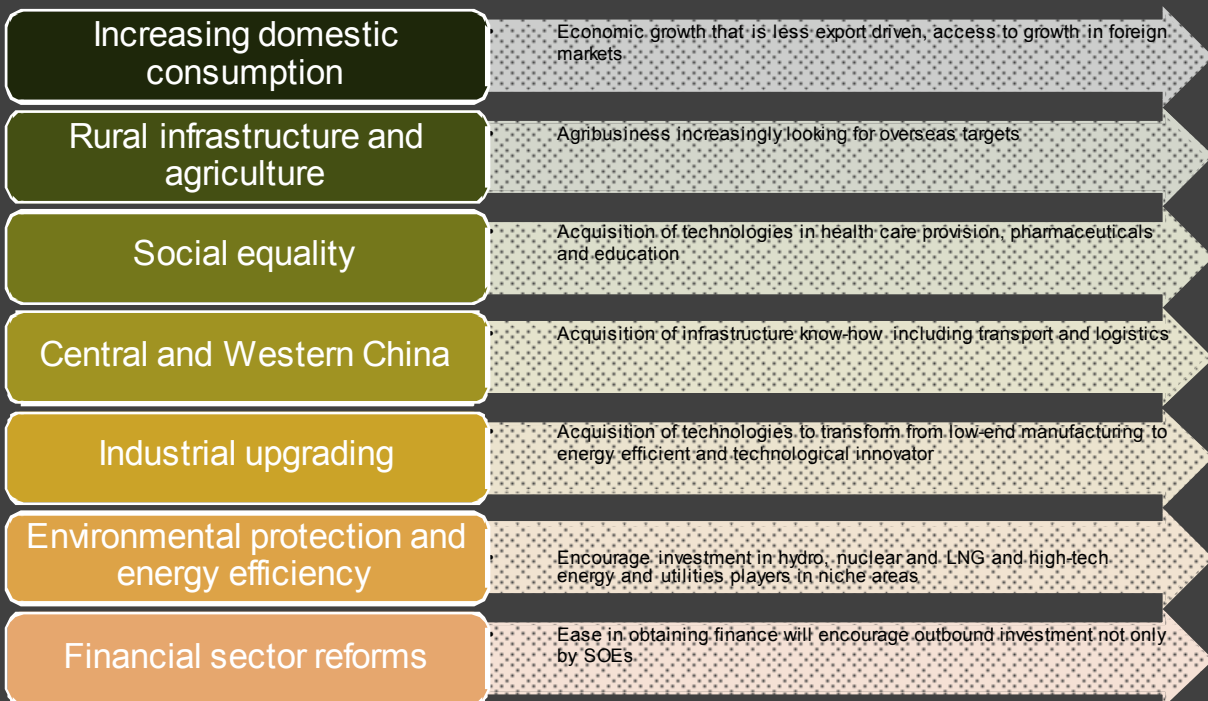 Increasing domestic
consumption
• Economic growth that is less export driven, access to growth in foreign
markets
Rural infrastructure and
agriculture
• Agribusiness increasingly looking for overseas targets
Social equality
• Acquisition of technologies in health care provision, pharmaceuticals
and education
Central and Western China
• Acquisition of infrastructure know-how including transport and logistics
Industrial upgrading
• Acquisition of technologies to transform from low-end manufacturing to
energy efficient and technological innovator
Environmental protection and
energy efficiency
• Encourage investment in hydro, nuclear and LNG and high-tech
energy and utilities players in niche areas
Financial sector reforms
• Ease in obtaining finance will encourage outbound investment not only
by SOEs